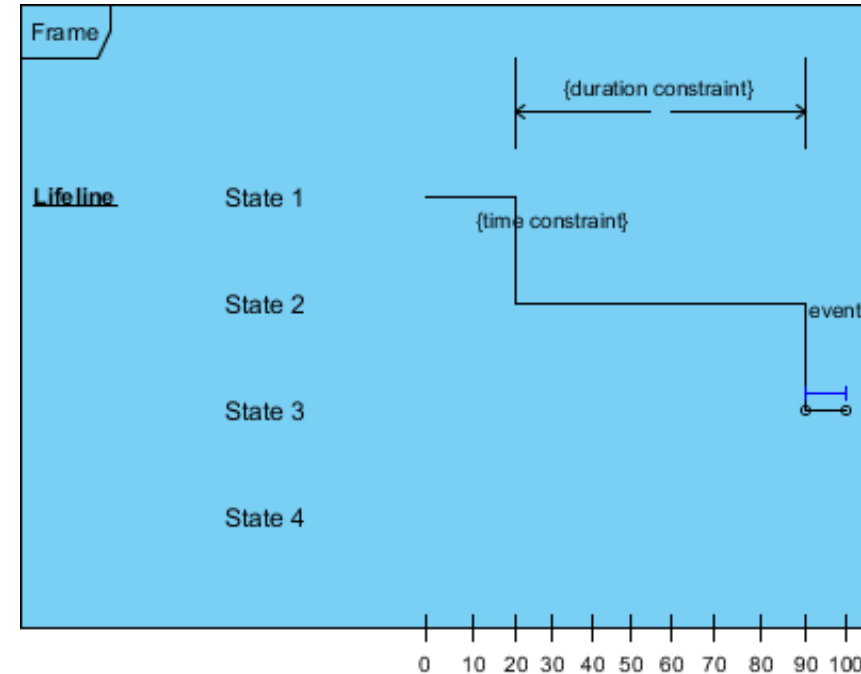 Frame
{duration constraint}
Lifeline State 1
{time constraint}
State 2
event
State 3
State 4
0 10 20 30 40 50 60 70 80 90 100